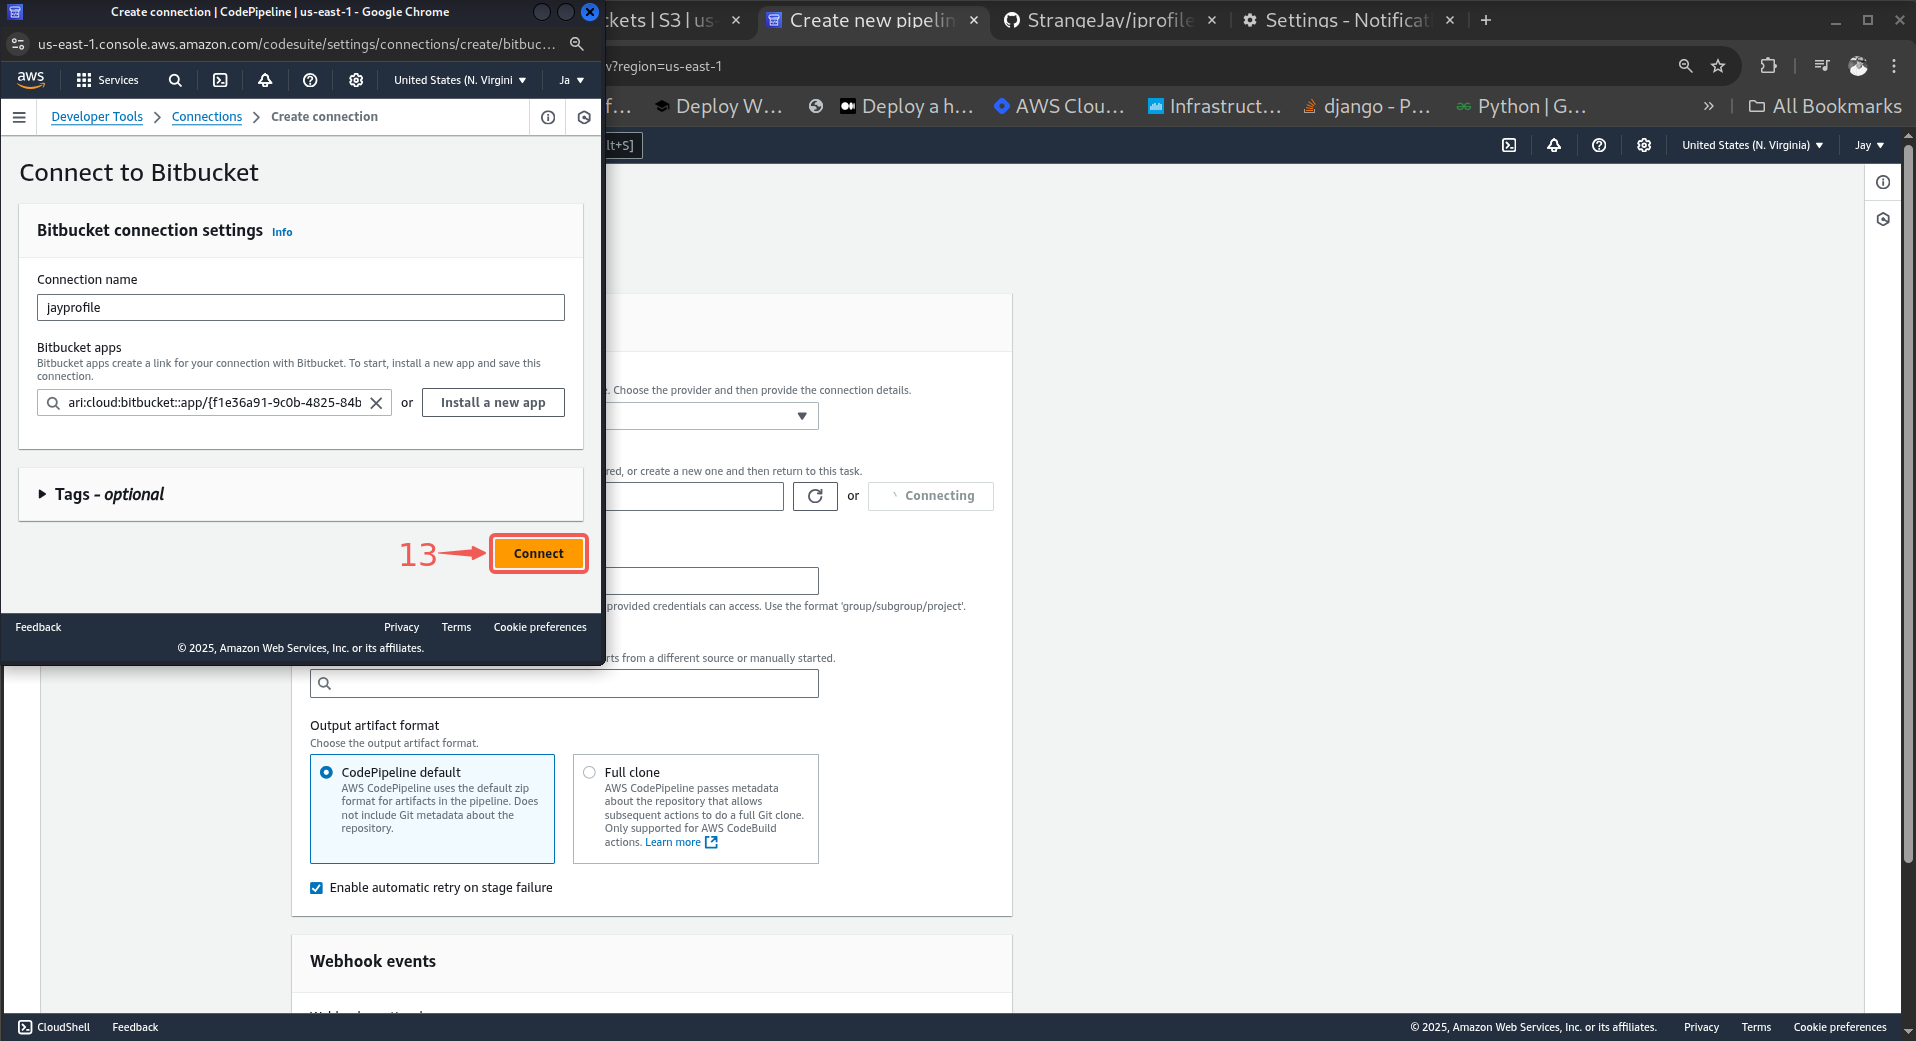 Create connection | CodePipeline | us-east-1 - Google Chrome
us-east-1.console.aws.amazon.com/codesuite/settings/connections/create/bitbuc...
aws
Services
United States (N. Virgini
Ja
Developer Tools
Connections
Create connection
Connect to Bitbucket
Bitbucket connection settings Info
Connection name
jayprofile
Bitbucket apps
Bitbucket apps create a link for your connection with Bitbucket. To start, install a new app and save this
connection.
ari:cloud:bitbucket::app/{f1e36a91-9c0b-4825-84b
or
Install a new app
Tags - optional
13
Connect
Feedback
Privacy
Terms
Cookie preferences
© 2025, Amazon Web Services, Inc. or its affiliates.
kets | S3 | us-
Create new pipelin
StrangeJay/jprofile
Settings - Notificat
w?region=us-east-1
f...
Deploy W...
Deploy a h...
AWS Clou...
Infrastruct...
django - P...
Python | G...
»
All Bookmarks
lt+S]
United States (N. Virginia)
Jay
e. Choose the provider and then provide the connection details.
red, or create a new one and then return to this task.
or
Connecting
provided credentials can access. Use the format 'group/subgroup/project'.
rts from a different source or manually started.
Output artifact format
Choose the output artifact format.
CodePipeline default
AWS CodePipeline uses the default zip
format for artifacts in the pipeline. Does
not include Git metadata about the
repository.
Full clone
AWS CodePipeline passes metadata
about the repository that allows
subsequent actions to do a full Git clone.
Only supported for AWS CodeBuild
actions. Learn more
Enable automatic retry on stage failure
Webhook events
CloudShell
Feedback
© 2025, Amazon Web Services, Inc. or its affiliates.
Privacy
Terms
Cookie preferences